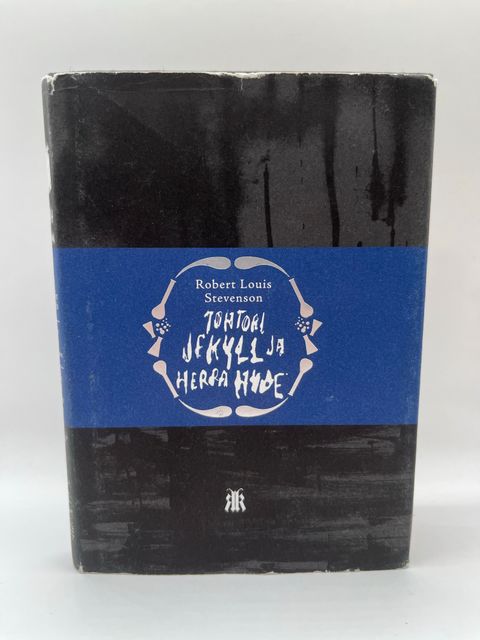 Robert Louis
Stevenson
TOHTORI
JEKYLL JA
HERRA HYDE